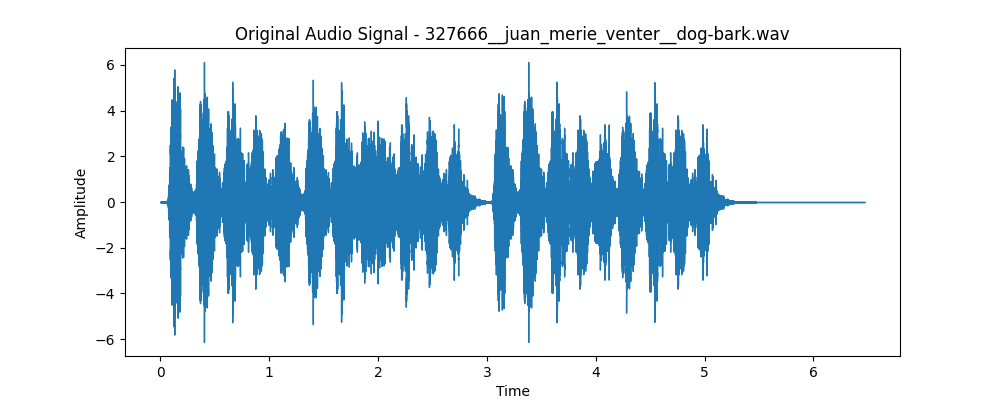 Original Audio Signal - 327666__juan_merie_venter__dog-bark.wav
6
4
2
0
−2
−4
−6
Amplitude
0 1 2 3 4 5 6
Time